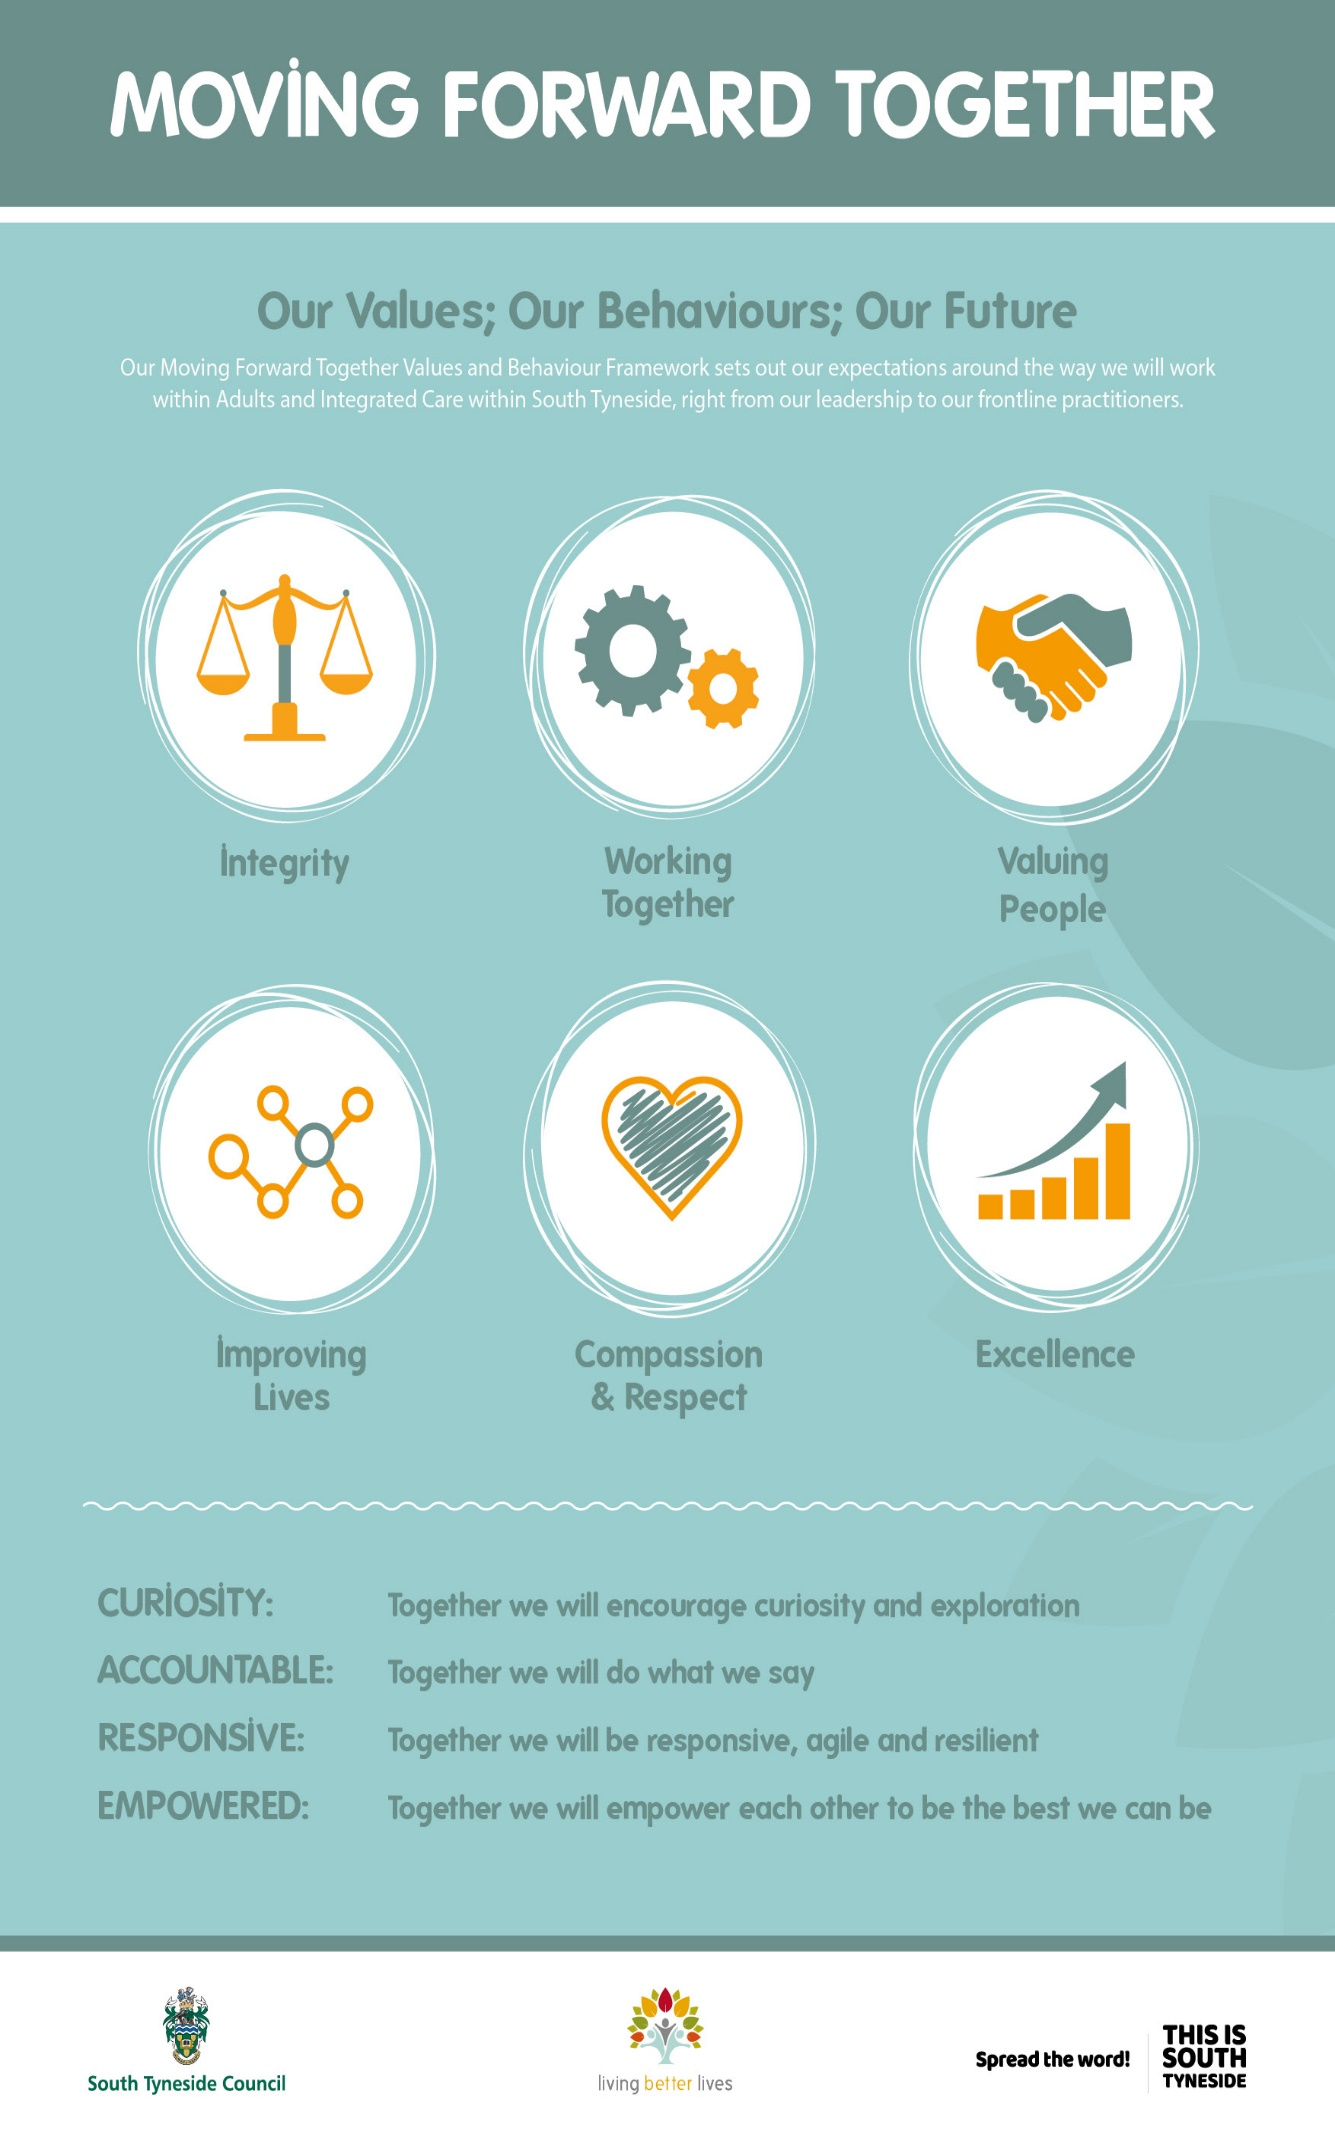 MOVING FORWARD TOGETHER
Our Values; Our Behaviours; Our Future
Our Moving Forward Together Values and Behaviour Framework sets out our expectations around the way we will work
within Adults and Integrated Care within South Tyneside, right from our leadership to our frontline practitioners.
Integrity
Working
Together
Valuing
People
Improving
Lives
Compassion
& Respect
Excellence
CURIOSITY: Together we will encourage curiosity and exploration
ACCOUNTABLE: Together we will do what we say
RESPONSIVE: Together we will be responsive, agile and resilient
EMPOWERED: Together we will empower each other to be the best we can be
South Tyneside Council
living better lives
Spread the word!
THIS IS
SOUTH
TYNESIDE